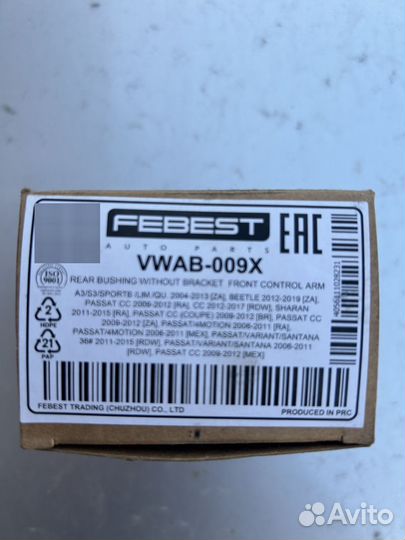 FEBEST
AUTO PARTS
EAC
VWAB-009X
REAR BUSHING WITHOUT BRACKET FRONT CONTROL ARM
ISO 9001
A3/S3/SPORTB./LIM./QU. 2004-2013 [ZA], BEETLE 2012-2019 [ZA],
PASSAT CC 2009-2012 [RA], CC 2012-2017 [RDW], SHARAN
2011-2015 [RA], PASSAT CC (COUPE) 2009-2012 [BR], PASSAT CC
2009-2012 [ZA], PASSAT/4MOTION 2006-2011 [RA],
PASSAT/4MOTION 2006-2011 [MEX], PASSAT/VARIANT/SANTANA
36# 2011-2015 [RDW], PASSAT/VARIANT/SANTANA 2006-2011
[RDW], PASSAT CC 2009-2012 [MEX]
2
HDPE
21
PAP
4056111028231
FEBEST TRADING (CHUZHOU) CO., LTD
PRODUCED IN PRC
Avito